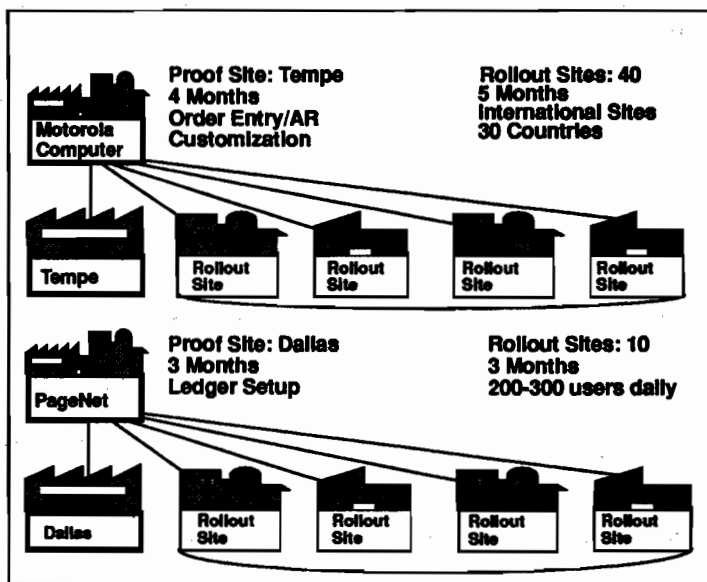 Proof Site: Tempe
4 Months
Order Entry/AR
Customization
Rollout Sites: 40
5 Months
International Sites
30 Countries
Motorola
Computer
Tempe
Rollout
Site
Rollout
Site
Rollout
Site
Rollout
Site
Proof Site: Dallas
3 Months
Ledger Setup
Rollout Sites: 10
3 Months
200-300 users daily
PageNet
Dallas
Rollout
Site
Rollout
Site
Rollout
Site
Rollout
Site